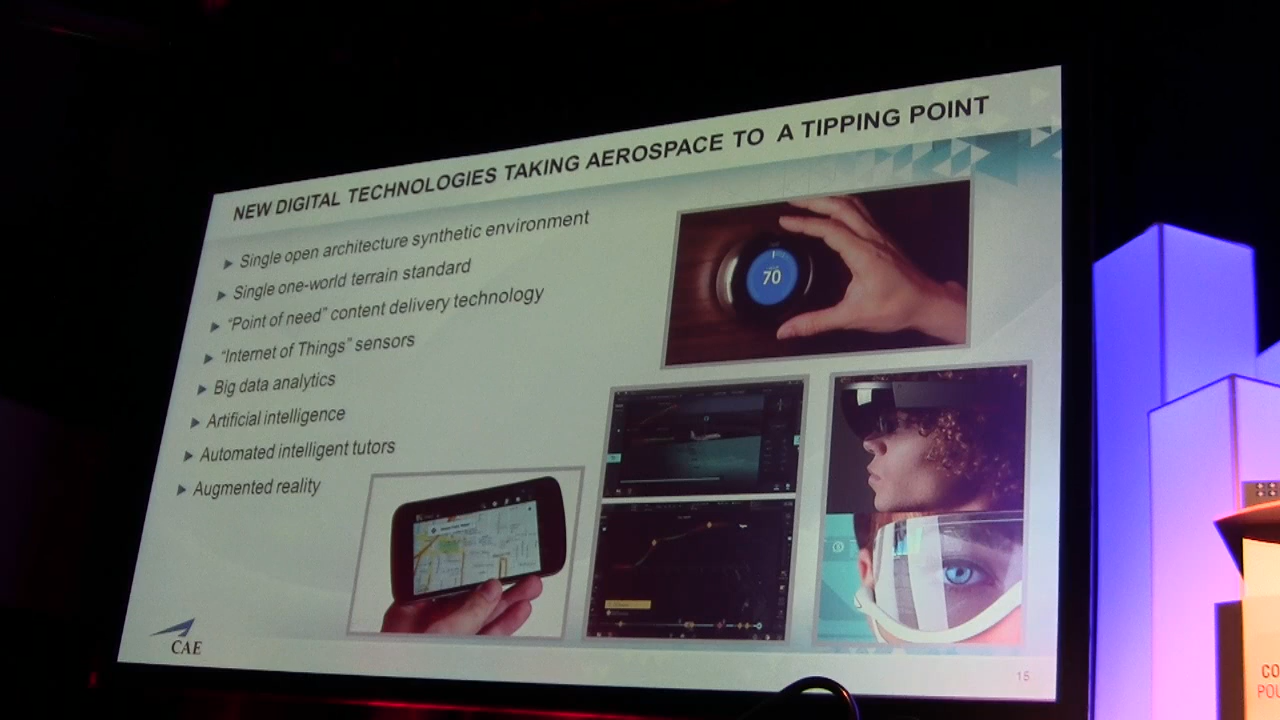 NEW DIGITAL TECHNOLOGIES TAKING AEROSPACE TO A TIPPING POINT
Single open architecture synthetic environment
Single one-world terrain standard
“Point of need” content delivery technology
“Internet of Things” sensors
Big data analytics
Artificial intelligence
Automated intelligent tutors
Augmented reality
70
CAE
15
CO
POU